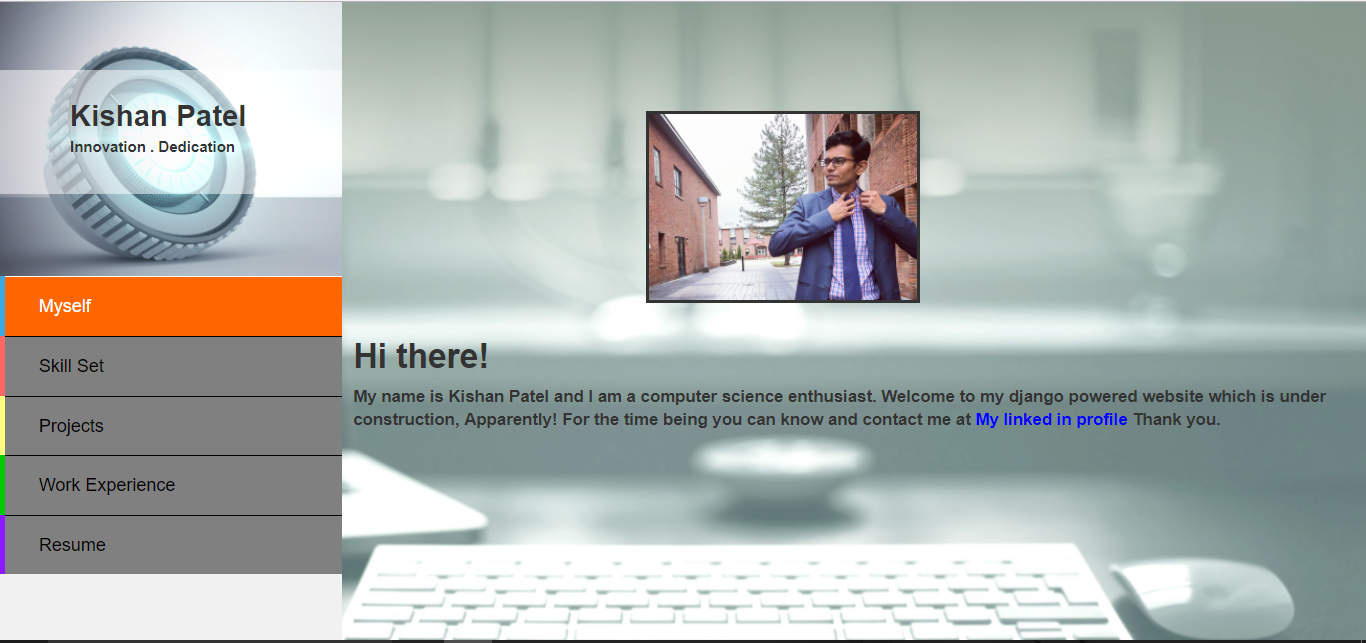 Kishan Patel
Innovation . Dedication
Myself
Skill Set
Projects
Work Experience
Resume
Hi there!
My name is Kishan Patel and I am a computer science enthusiast. Welcome to my django powered website which is under
construction, Apparently! For the time being you can know and contact me at My linked in profile Thank you.